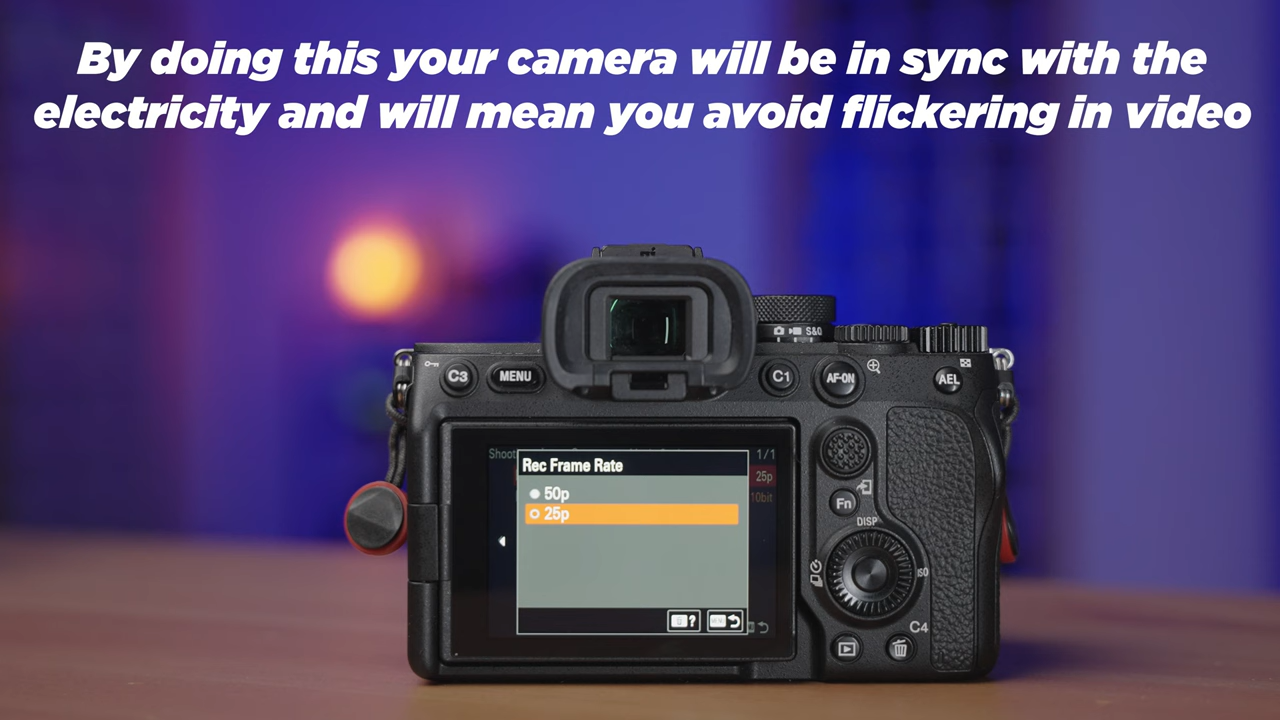 By doing this your camera will be in sync with the
electricity and will mean you avoid flickering in video
S&Q
C3
MENU
C1
AF-ON
AEL
Shoot
1/1
Rec Frame Rate
25p
50p
10bit
25p
Fn
DISP
ISO
?
C4